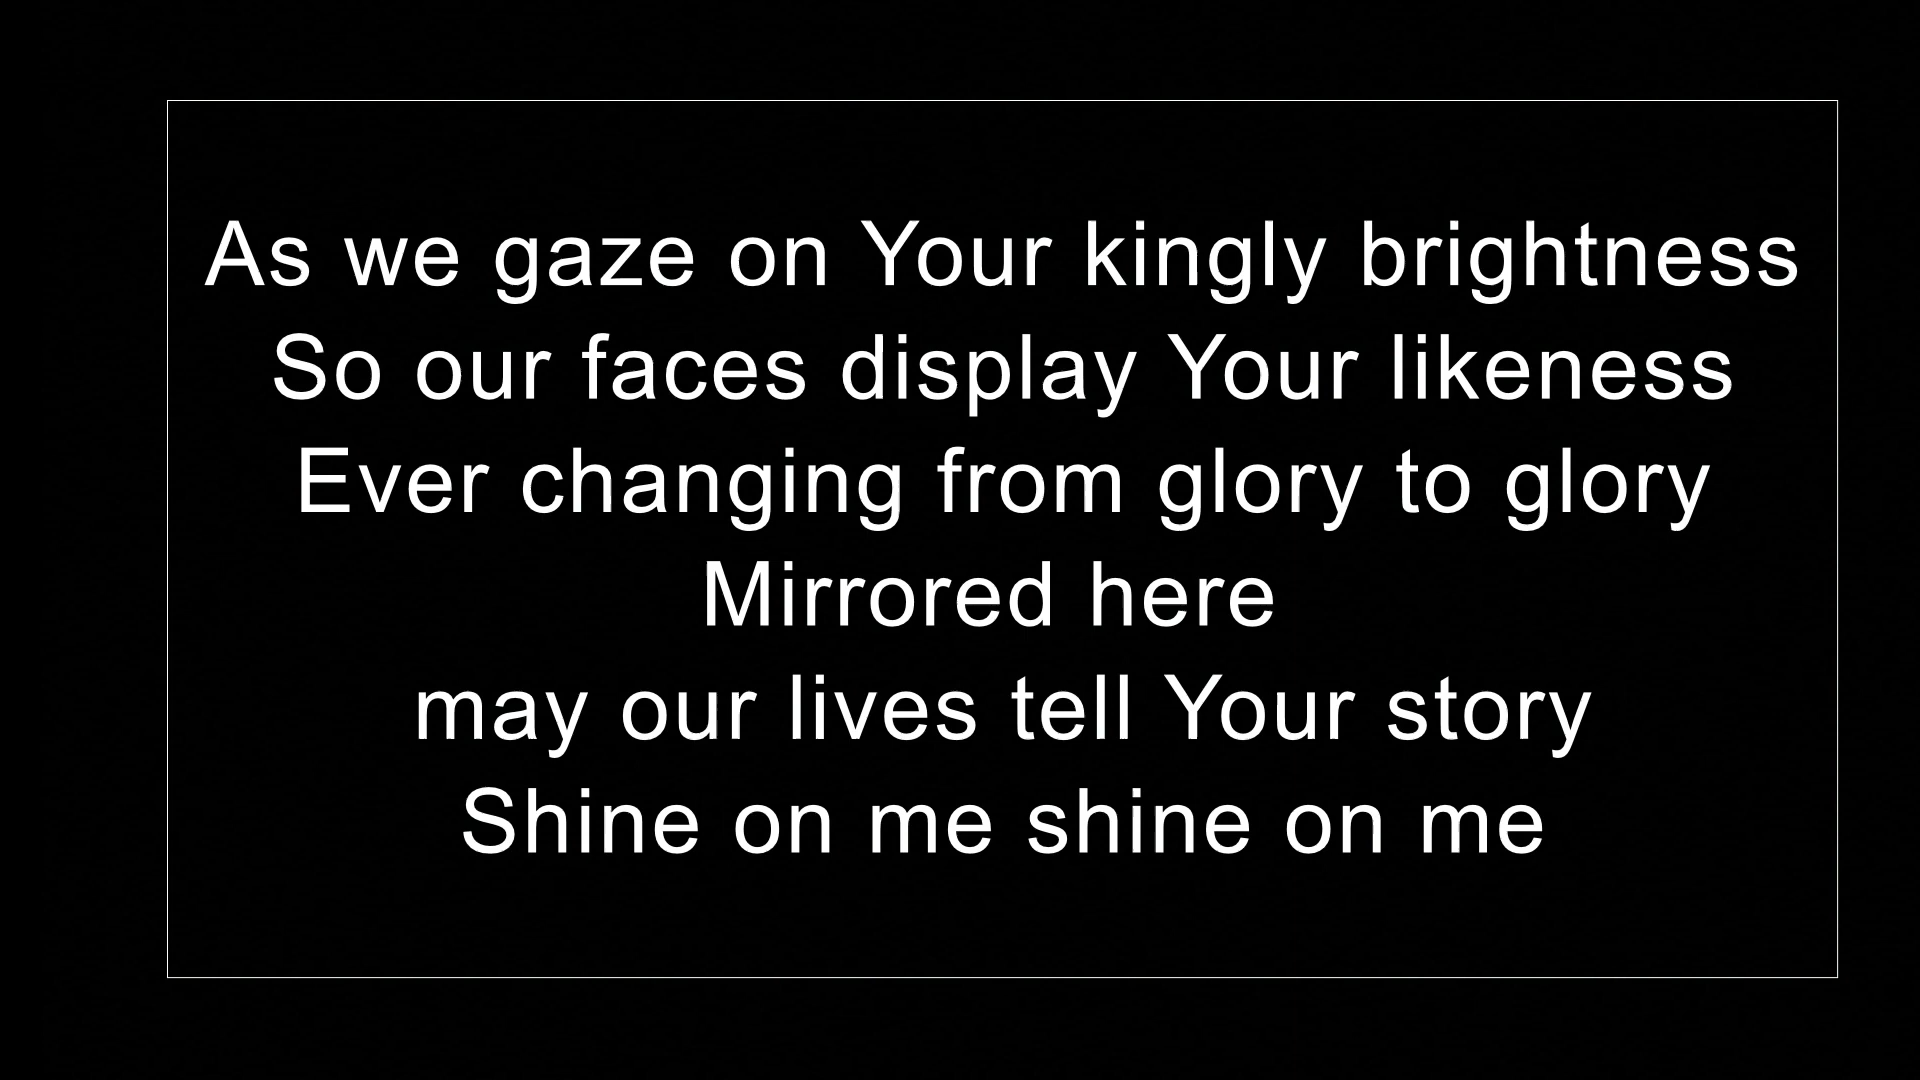 As we gaze on Your kingly brightness
So our faces display Your likeness
Ever changing from glory to glory
Mirrored here
may our lives tell Your story
Shine on me shine on me